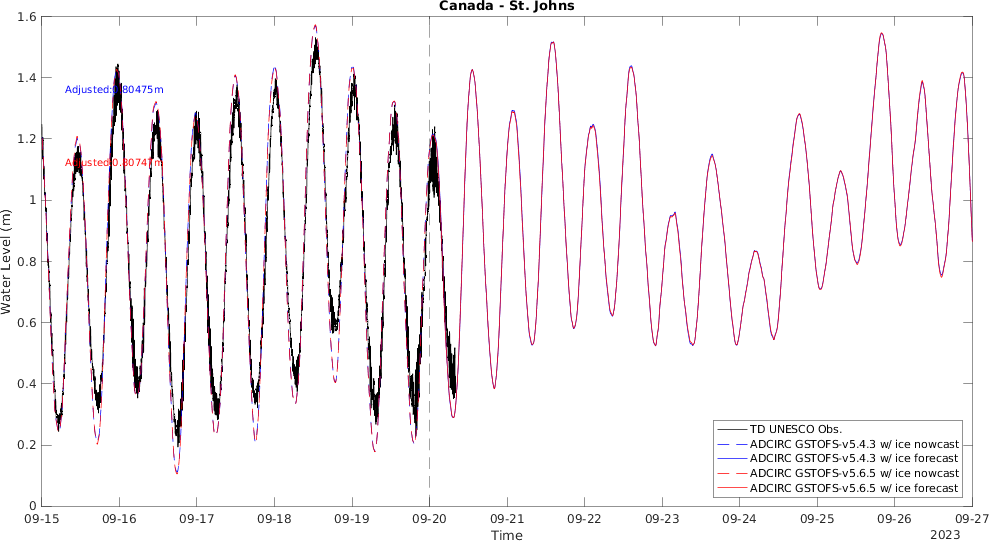 Canada - St. Johns
1.6
1.4
1.2
1
0.8
0.6
0.4
0.2
0
Water Level (m)
Adjusted:0.80475m
Adjusted:0.80741m
TD UNESCO Obs.
ADCIRC GSTOFS-v5.4.3 w/ ice nowcast
ADCIRC GSTOFS-v5.4.3 w/ ice forecast
ADCIRC GSTOFS-v5.6.5 w/ ice nowcast
ADCIRC GSTOFS-v5.6.5 w/ ice forecast
09-15 09-16 09-17 09-18 09-19 09-20 09-21 09-22 09-23 09-24 09-25 09-26 09-27
Time
2023